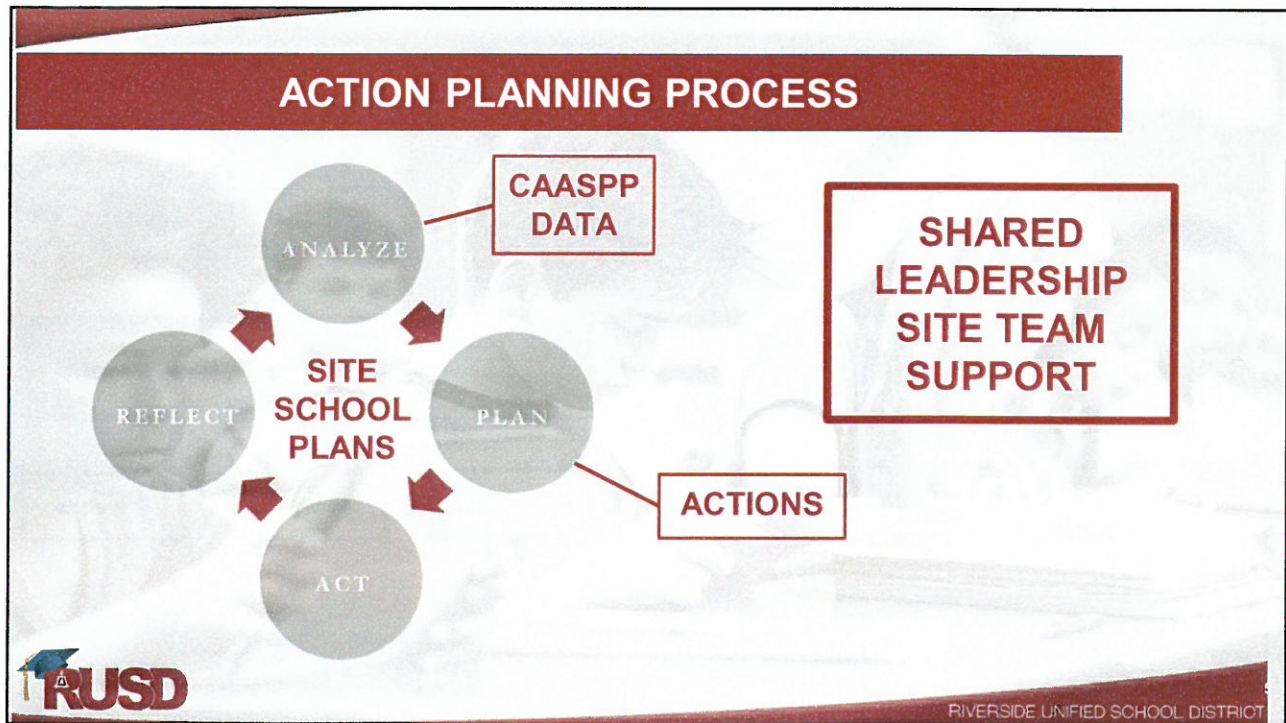 ACTION PLANNING PROCESS
CAASPP
DATA
ANALYZE
SHARED
LEADERSHIP
SITE TEAM
SUPPORT
SITE
SCHOOL
PLANS
REFLECT
PLAN
ACTIONS
ACT
RUSD
RIVERSIDE UNIFIED SCHOOL DISTRICT